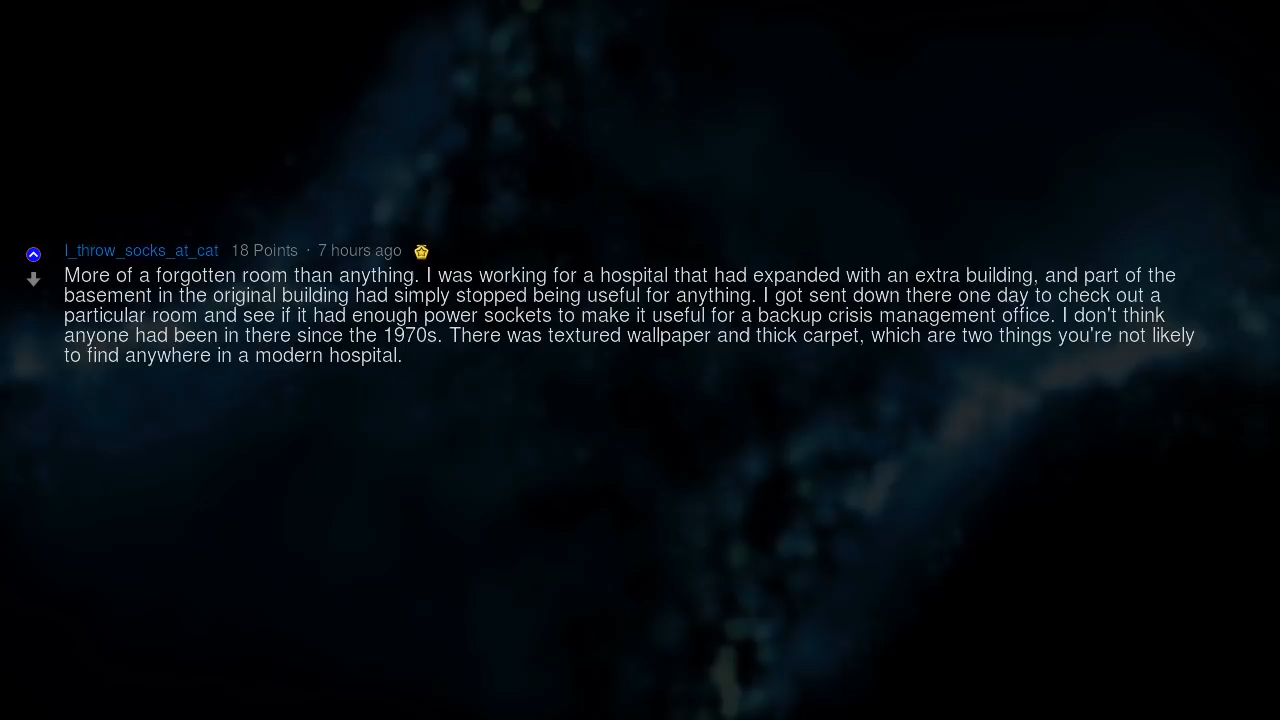 I_throw_socks_at_cat 18 Points · 7 hours ago
More of a forgotten room than anything. I was working for a hospital that had expanded with an extra building, and part of the
basement in the original building had simply stopped being useful for anything. I got sent down there one day to check out a
particular room and see if it had enough power sockets to make it useful for a backup crisis management office. I don't think
anyone had been in there since the 1970s. There was textured wallpaper and thick carpet, which are two things you're not likely
to find anywhere in a modern hospital.